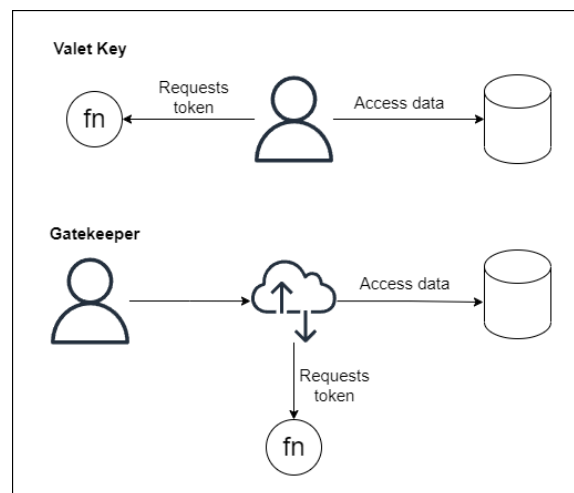 Valet Key
Requests
token
fn
Access data
Gatekeeper
Access data
Requests
token
fn